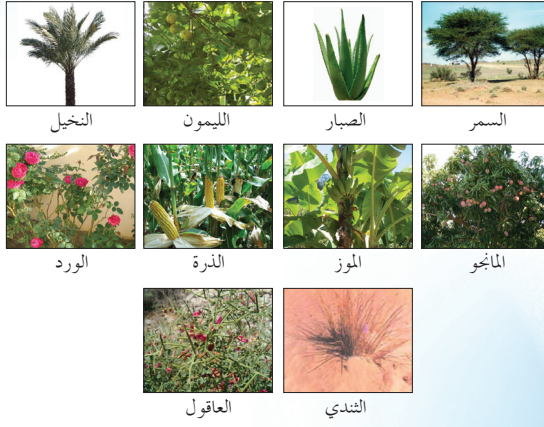 السمر
الصبار
الليمون
النخيل
المانجو
الموز
الذرة
الورد
الثندي
العاقول